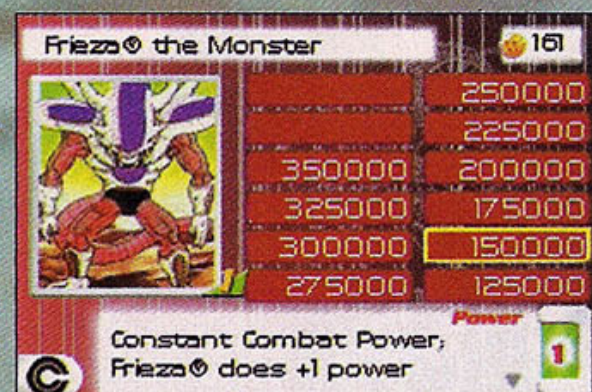 Frieza® the Monster 161
250000
225000
350000 200000
325000 175000
300000 150000
275000 125000
Power
Constant Combat Power;
Frieza® does +1 power
1
C